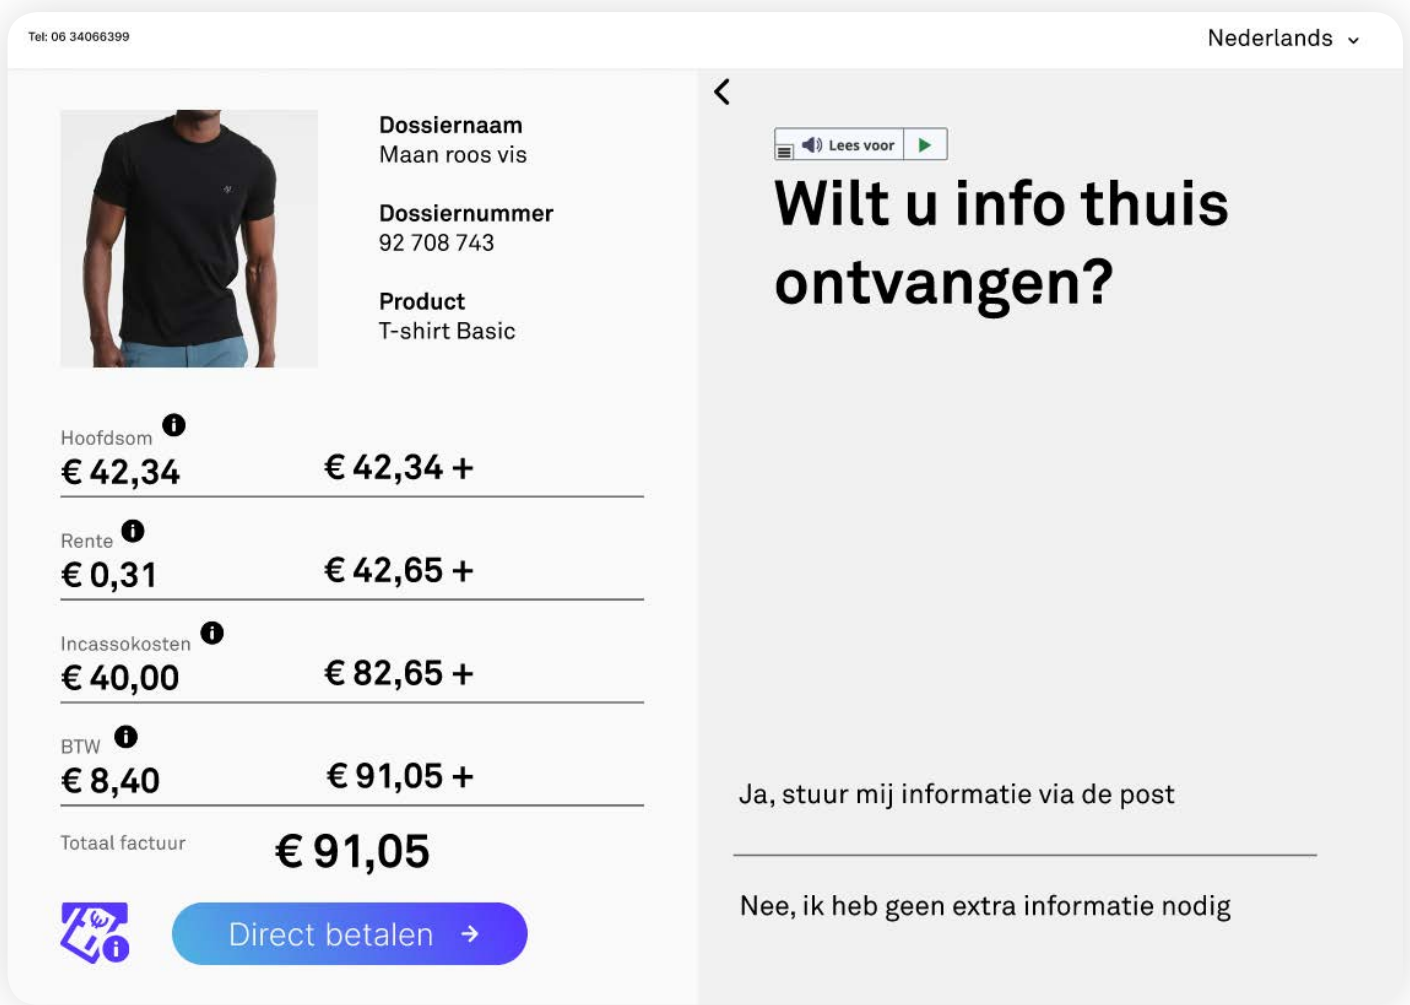 Tel: 06 34066399
Nederlands
Dossiernaam
Maan roos vis
Dossiernummer
92 708 743
Product
T-shirt Basic
Hoofdsom
€ 42,34
€ 42,34 +
Rente
€ 0,31
€ 42,65 +
Incassokosten
€ 40,00
€ 82,65 +
BTW
€ 8,40
€ 91,05 +
Totaal factuur
€ 91,05
Direct betalen →
Lees voor
Wilt u info thuis
ontvangen?
Ja, stuur mij informatie via de post
Nee, ik heb geen extra informatie nodig